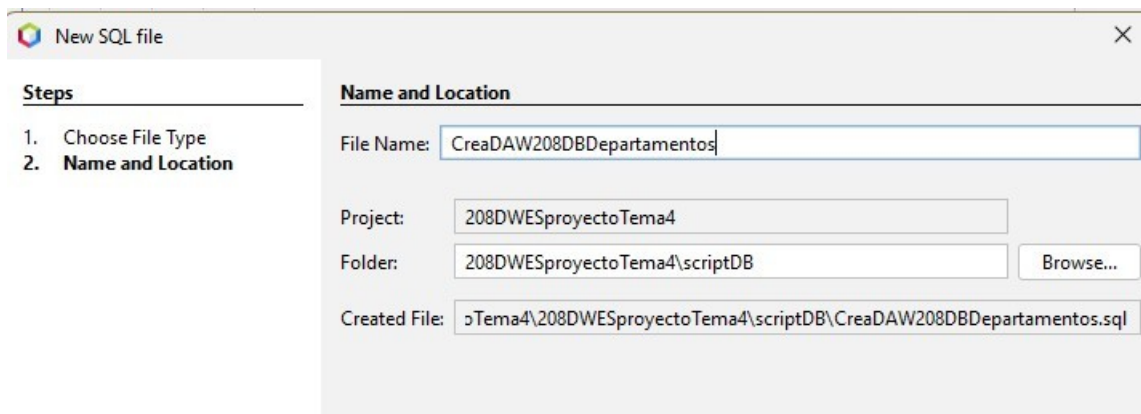 New SQL file
Steps
1. Choose File Type
2. Name and Location
Name and Location
File Name: CreaDAW208DBDepartamentos
Project: 208DWESproyectoTema4
Folder: 208DWESproyectoTema4\scriptDB Browse...
Created File: oTema4\208DWESproyectoTema4\scriptDB\CreaDAW208DBDepartamentos.sql